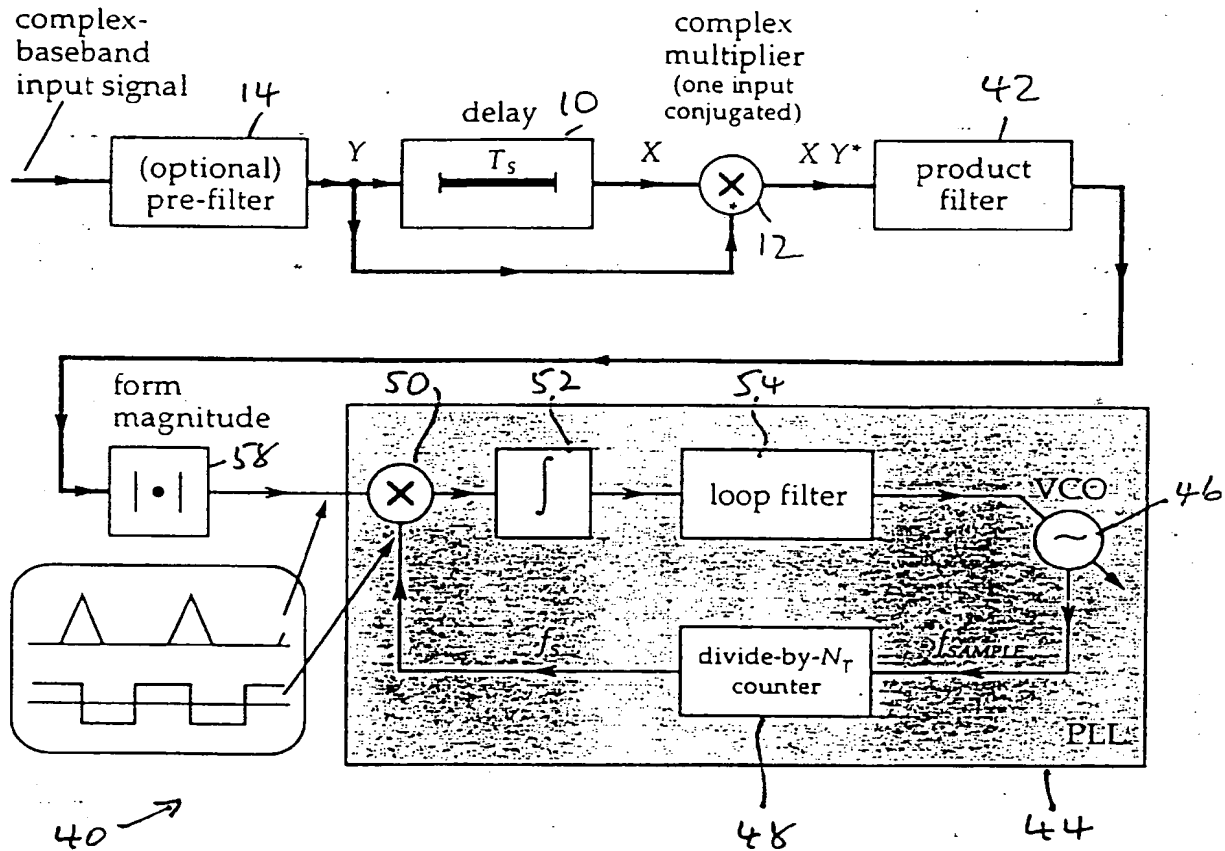 complex-
baseband
input signal
complex
multiplier
(one input
conjugated)
14
delay
10
42
(optional)
pre-filter
Y
T_s
X
×
*
12
X Y*
product
filter
form
magnitude
58
| • |
50
52
54
×
∫
loop filter
VCO
~
46
f_s
divide-by-N_T
counter
f_SAMPLE
PLL
40
48
44